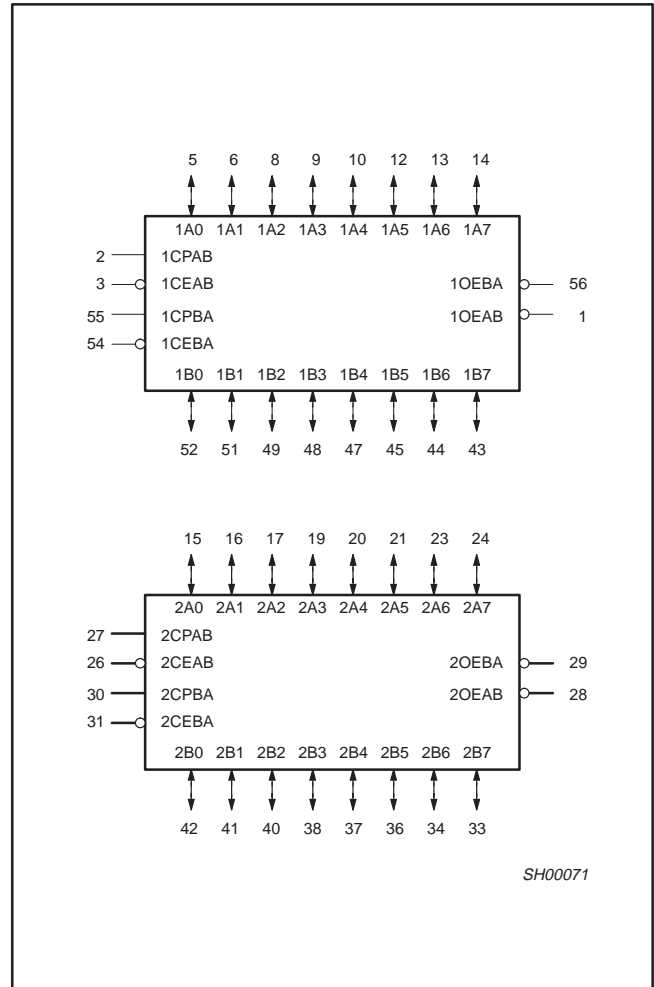 5 6 8 9 10 12 13 14
1A0 1A1 1A2 1A3 1A4 1A5 1A6 1A7
2 1CPAB
3 1CEAB 1OEBA 56
55 1CPBA 1OEAB 1
54 1CEBA
1B0 1B1 1B2 1B3 1B4 1B5 1B6 1B7
52 51 49 48 47 45 44 43
15 16 17 19 20 21 23 24
2A0 2A1 2A2 2A3 2A4 2A5 2A6 2A7
27 2CPAB
26 2CEAB 2OEBA 29
30 2CPBA 2OEAB 28
31 2CEBA
2B0 2B1 2B2 2B3 2B4 2B5 2B6 2B7
42 41 40 38 37 36 34 33
SH00071